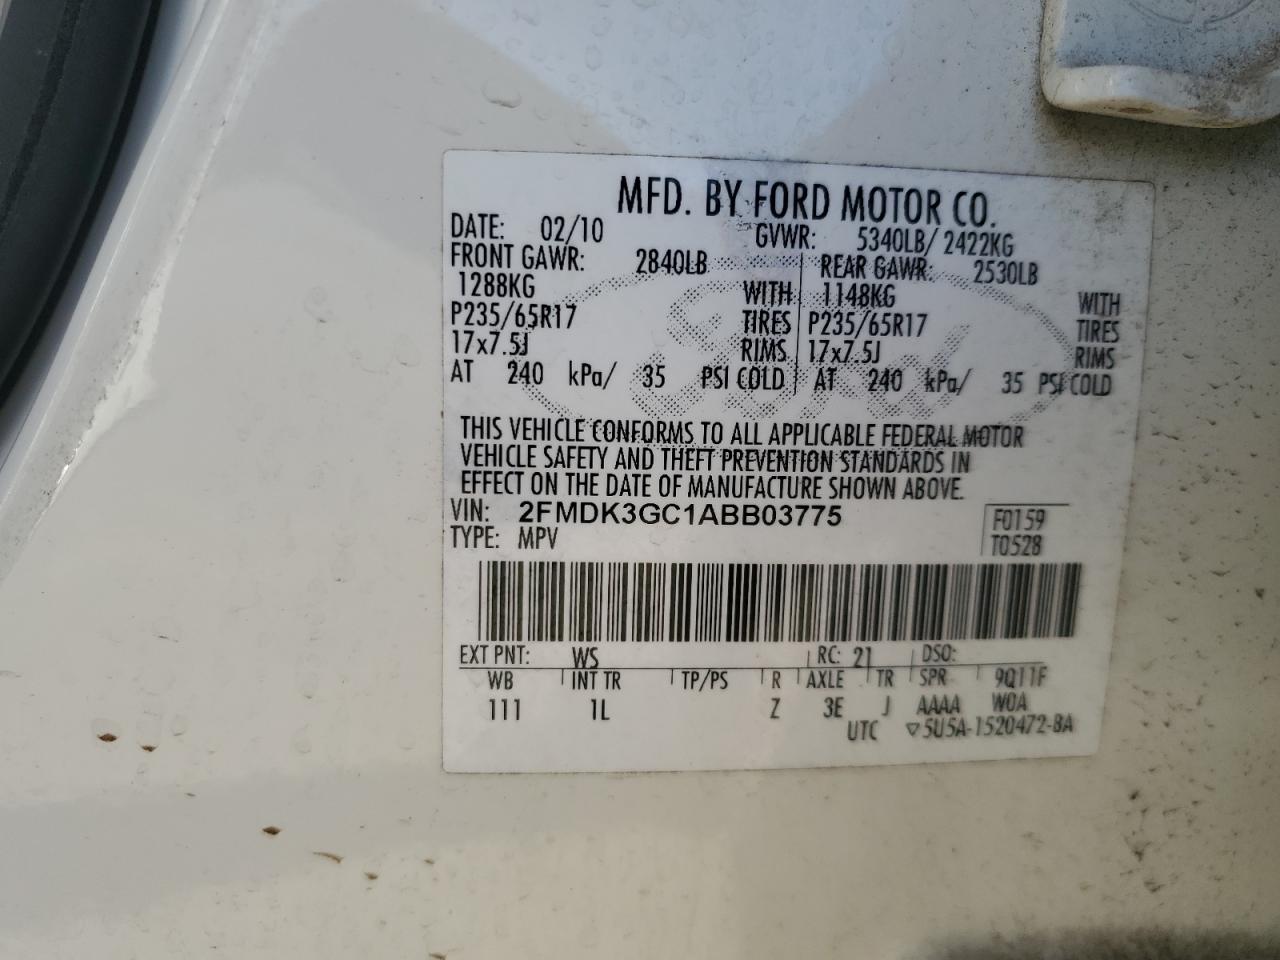 MFD. BY FORD MOTOR CO.
DATE: 02/10 GVWR: 5340LB/ 2422KG
FRONT GAWR: 2840LB REAR GAWR: 2530LB
1288KG WITH 1148KG WITH
P235/65R17 TIRES P235/65R17 TIRES
17x7.5J RIMS 17x7.5J RIMS
AT 240 kPa/ 35 PSI COLD AT 240 kPa/ 35 PSI COLD
THIS VEHICLE CONFORMS TO ALL APPLICABLE FEDERAL MOTOR
VEHICLE SAFETY AND THEFT PREVENTION STANDARDS IN
EFFECT ON THE DATE OF MANUFACTURE SHOWN ABOVE.
VIN: 2FMDK3GC1ABB03775 F0159
TYPE: MPV T0528
EXT PNT: WS RC: 21 DSO:
WB INT TR TP/PS R AXLE TR SPR 9Q11F
111 1L Z 3E J AAAA W0A
UTC ▽5U5A-1520472-BA